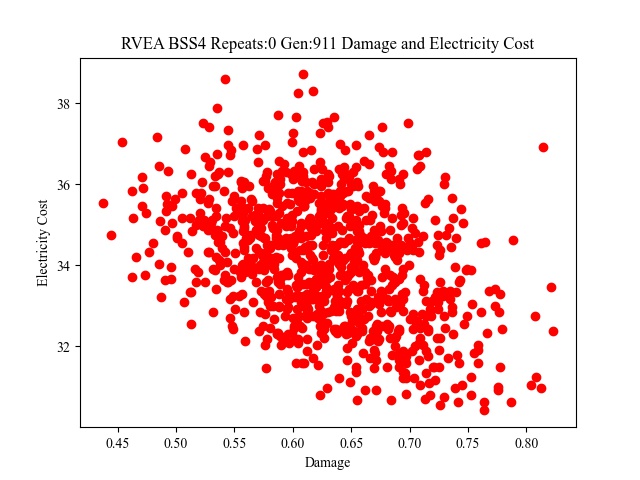 RVEA BSS4 Repeats:0 Gen:911 Damage and Electricity Cost
38
36
34
32
Electricity Cost
0.45 0.50 0.55 0.60 0.65 0.70 0.75 0.80
Damage